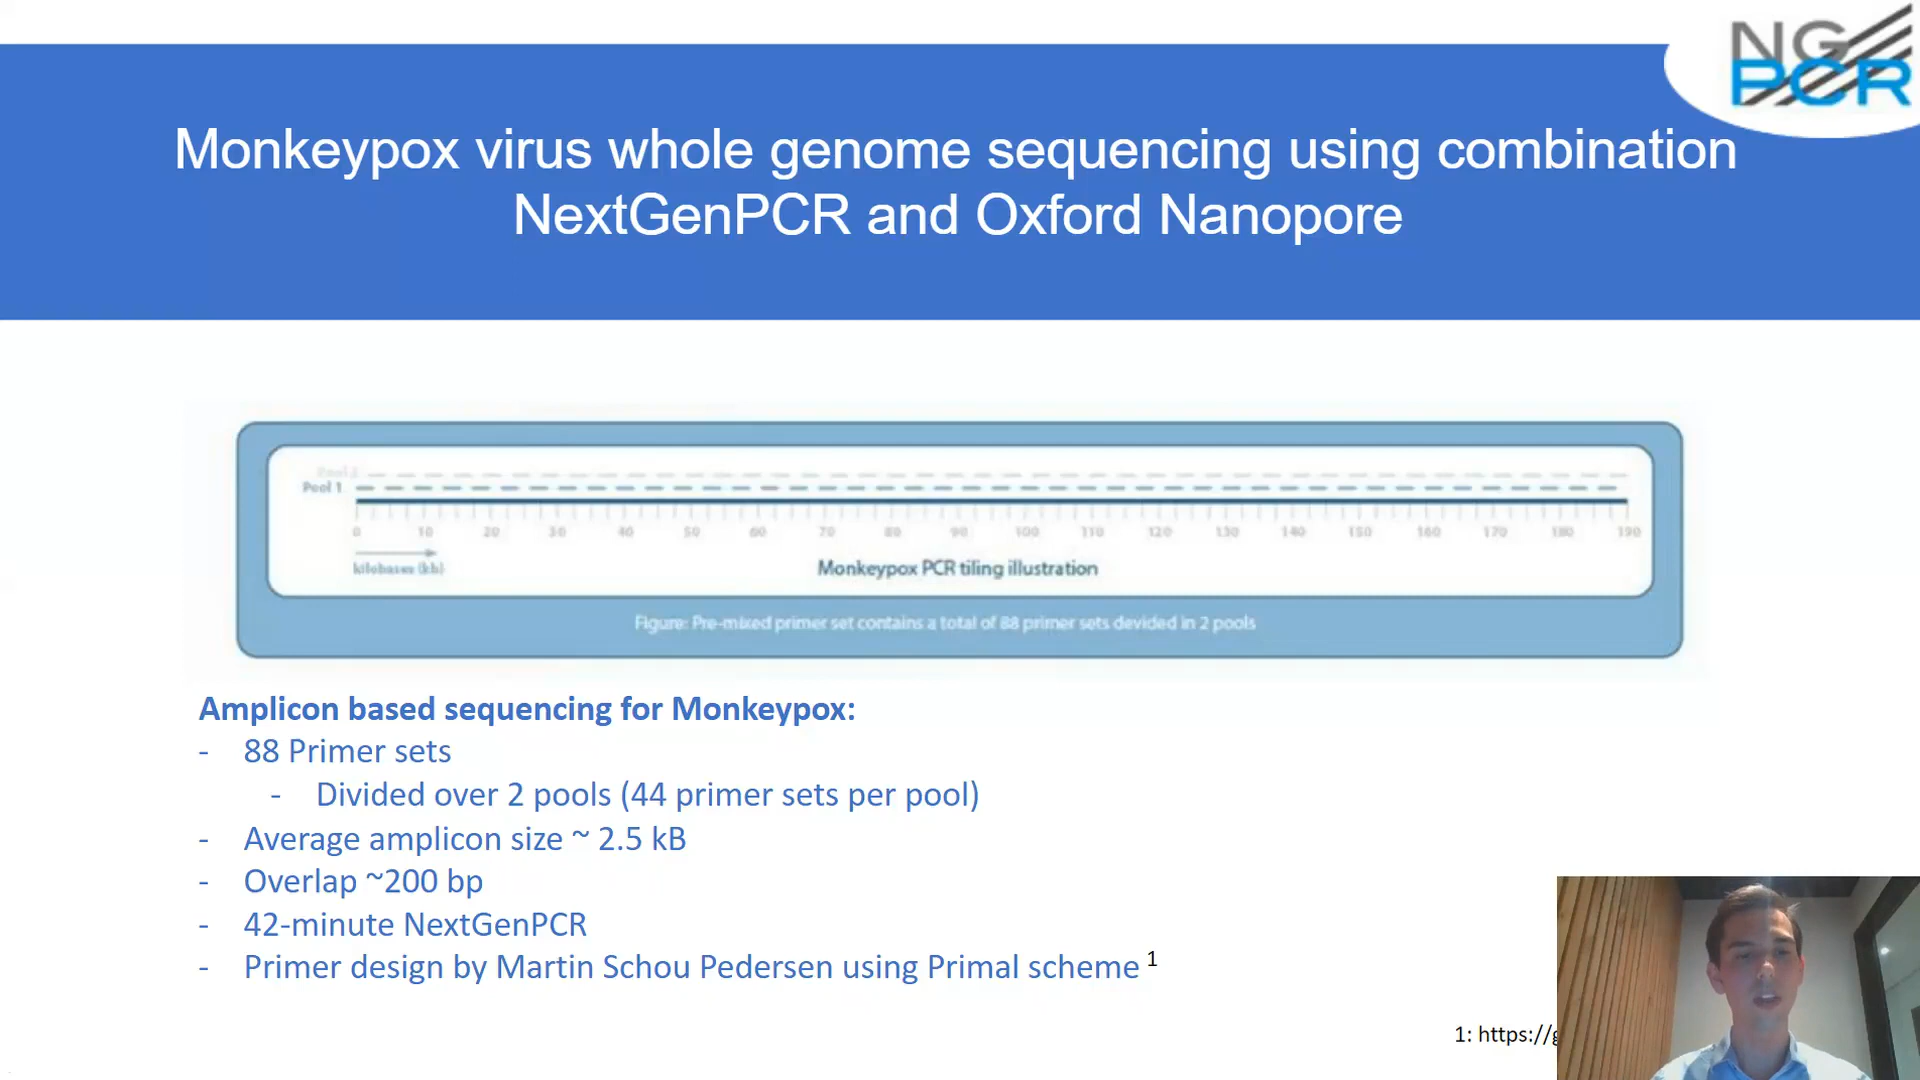 NG
PCR
Monkeypox virus whole genome sequencing using combination
NextGenPCR and Oxford Nanopore
Pool 2
Pool 1
0 10 20 30 40 50 60 70 80 90 100 110 120 130 140 150 160 170 180 190
kilobases (kb)
Monkeypox PCR tiling illustration
Figure: Pre-mixed primer set contains a total of 88 primer sets devided in 2 pools
Amplicon based sequencing for Monkeypox:
- 88 Primer sets
- Divided over 2 pools (44 primer sets per pool)
- Average amplicon size ~ 2.5 kB
- Overlap ~200 bp
- 42-minute NextGenPCR
- Primer design by Martin Schou Pedersen using Primal scheme 1
1: https://g